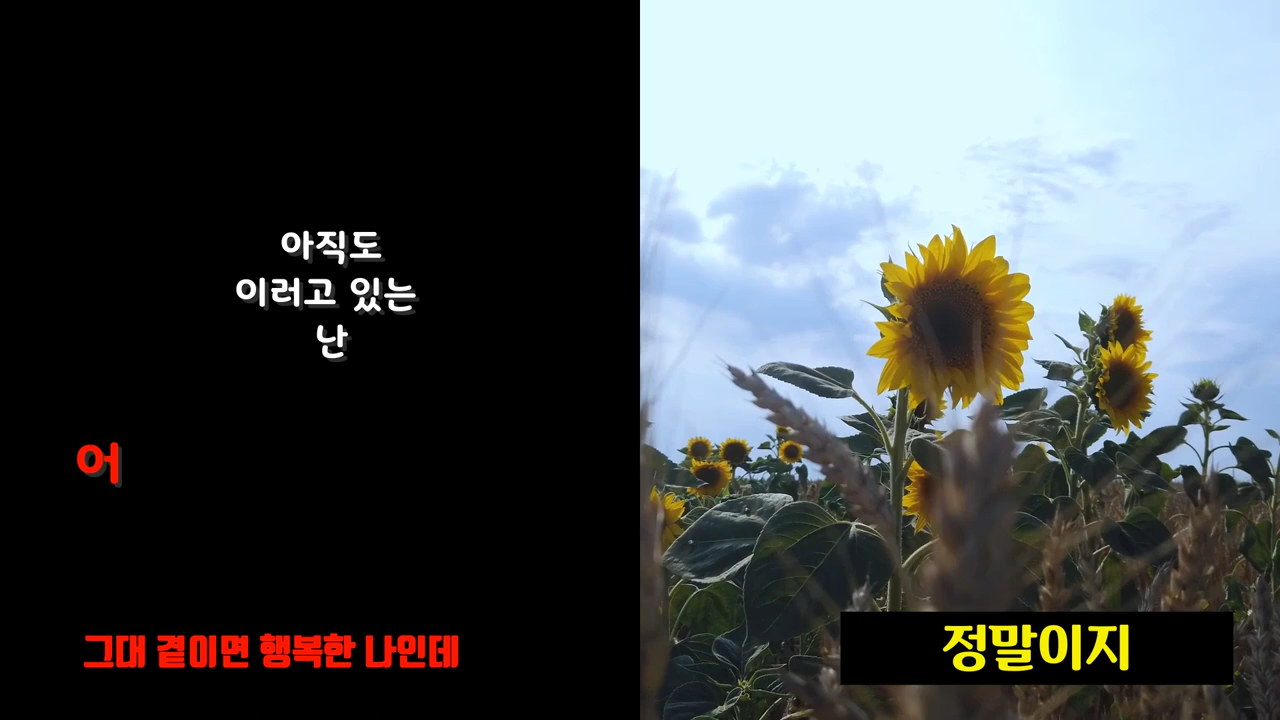 아직도
이러고 있는
난
어
그대 곁이면 행복한 나인데
정말이지